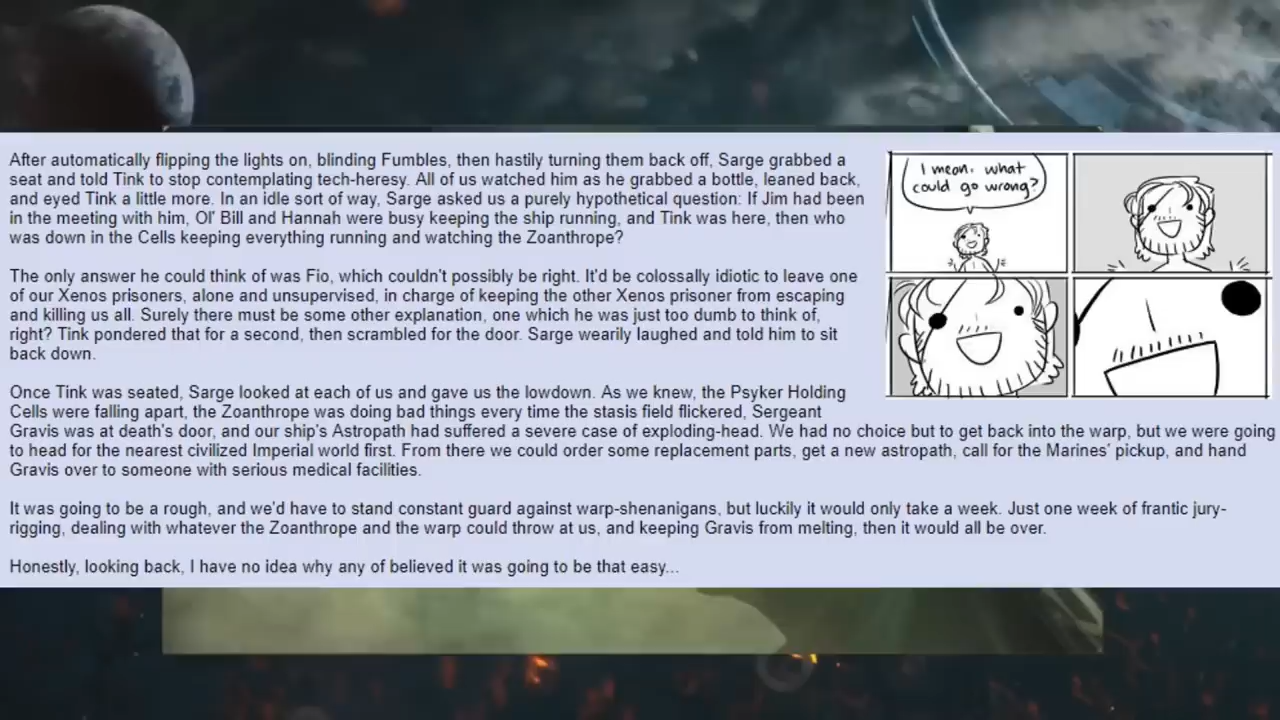 After automatically flipping the lights on, blinding Fumbles, then hastily turning them back off, Sarge grabbed a
seat and told Tink to stop contemplating tech-heresy. All of us watched him as he grabbed a bottle, leaned back,
and eyed Tink a little more. In an idle sort of way, Sarge asked us a purely hypothetical question: If Jim had been
in the meeting with him, Ol' Bill and Hannah were busy keeping the ship running, and Tink was here, then who
was down in the Cells keeping everything running and watching the Zoanthrope?
The only answer he could think of was Fio, which couldn't possibly be right. It'd be colossally idiotic to leave one
of our Xenos prisoners, alone and unsupervised, in charge of keeping the other Xenos prisoner from escaping
and killing us all. Surely there must be some other explanation, one which he was just too dumb to think of,
right? Tink pondered that for a second, then scrambled for the door. Sarge wearily laughed and told him to sit
back down.
Once Tink was seated, Sarge looked at each of us and gave us the lowdown. As we knew, the Psyker Holding
Cells were falling apart, the Zoanthrope was doing bad things every time the stasis field flickered, Sergeant
Gravis was at death's door, and our ship's Astropath had suffered a severe case of exploding-head. We had no choice but to get back into the warp, but we were going
to head for the nearest civilized Imperial world first. From there we could order some replacement parts, get a new astropath, call for the Marines' pickup, and hand
Gravis over to someone with serious medical facilities.
It was going to be a rough, and we'd have to stand constant guard against warp-shenanigans, but luckily it would only take a week. Just one week of frantic jury-
rigging, dealing with whatever the Zoanthrope and the warp could throw at us, and keeping Gravis from melting, then it would all be over.
Honestly, looking back, I have no idea why any of believed it was going to be that easy...
I mean. what
could go wrong?